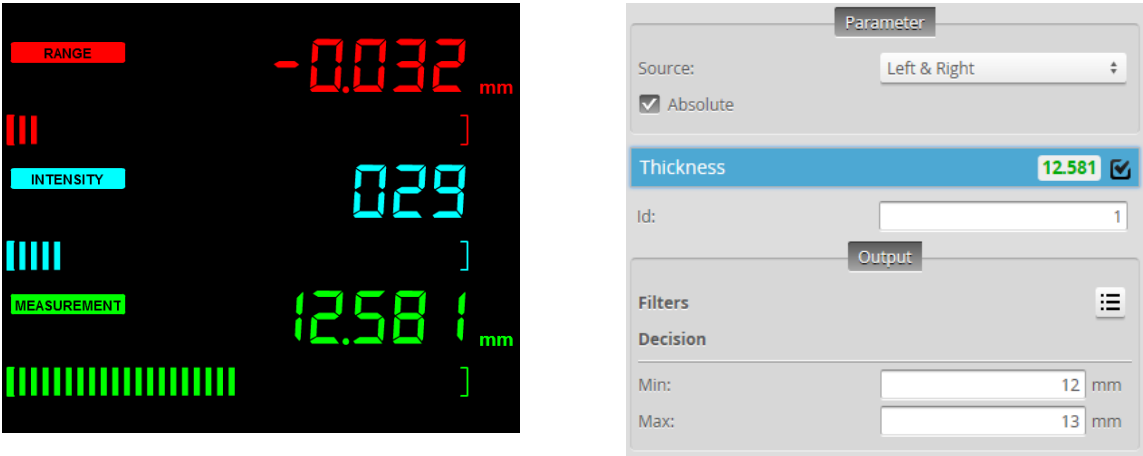 RANGE
-0.032 mm
INTENSITY
029
MEASUREMENT
12.581 mm
Parameter
Source: Left & Right
Absolute
Thickness 12.581
Id: 1
Output
Filters
Decision
Min: 12 mm
Max: 13 mm